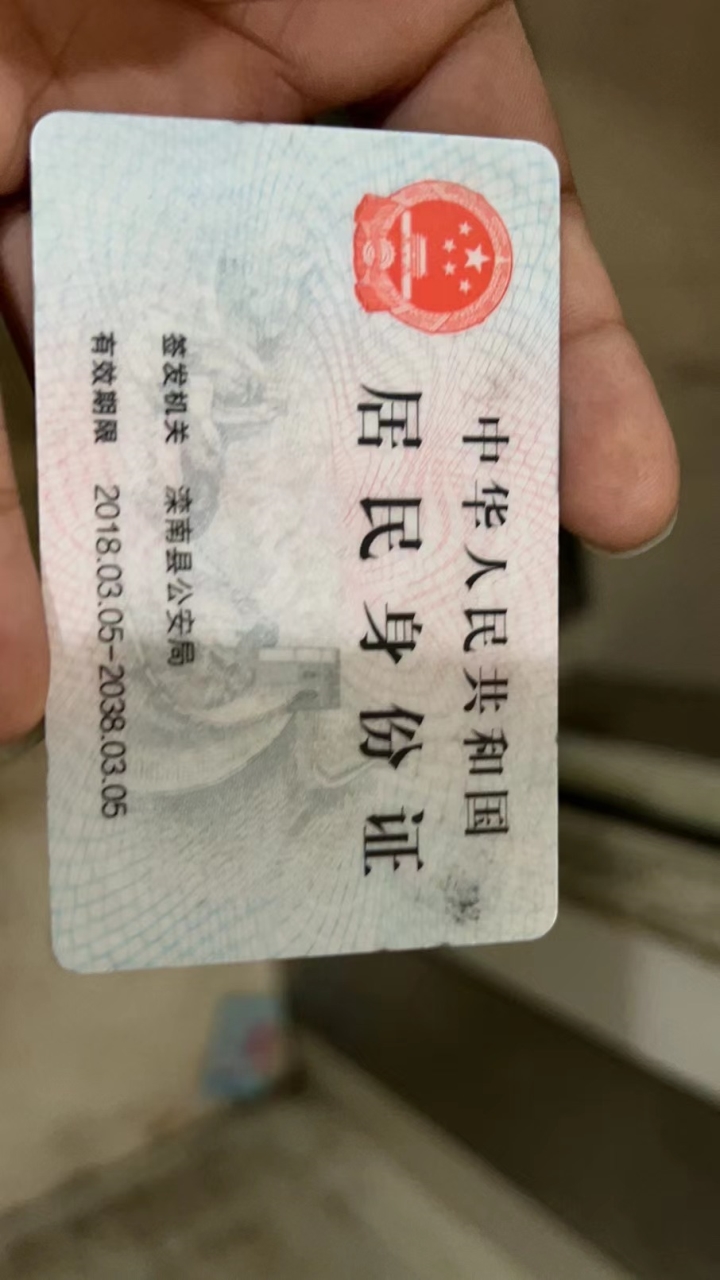 中华人民共和国
居民身份证
签发机关 滦南县公安局
有效期限 2018.03.05-2038.03.05